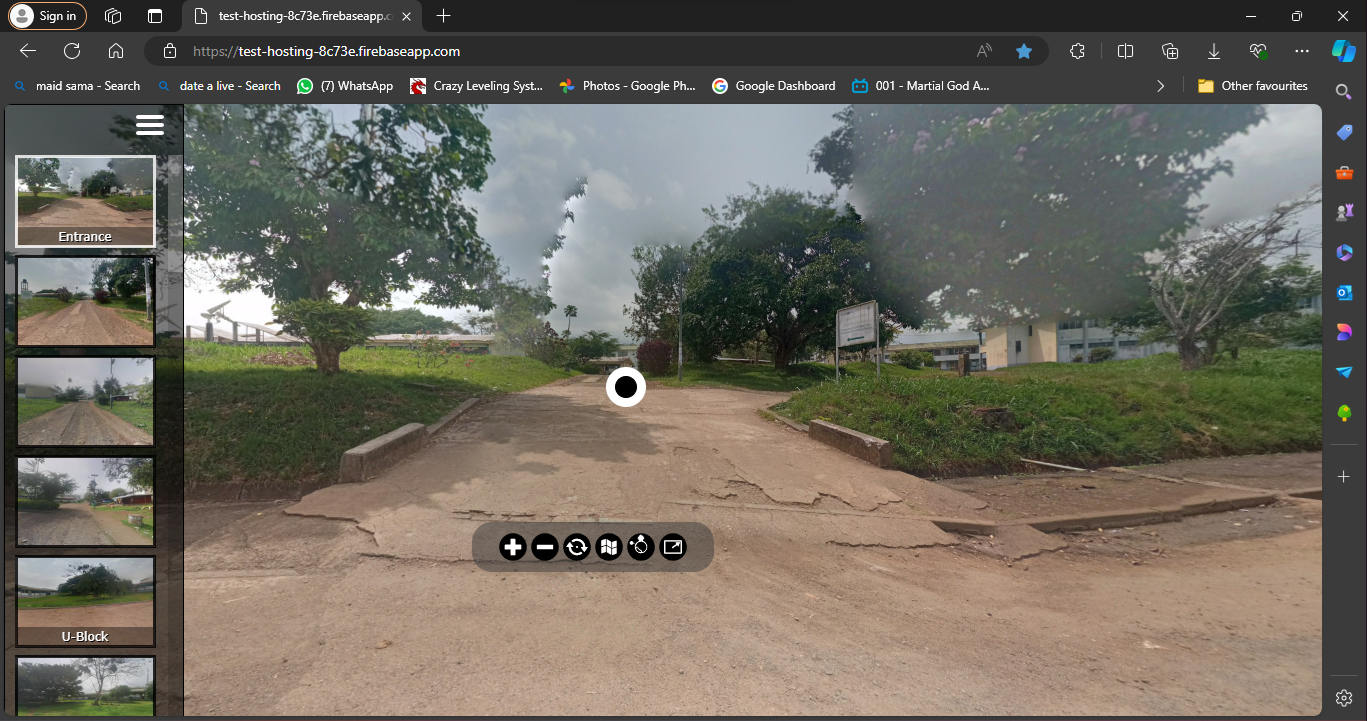 Sign in
test-hosting-8c73e.firebaseapp.c
https://test-hosting-8c73e.firebaseapp.com
maid sama - Search
date a live - Search
(7) WhatsApp
Crazy Leveling Syst...
Photos - Google Ph...
Google Dashboard
001 - Martial God A...
Other favourites
Entrance
U-Block